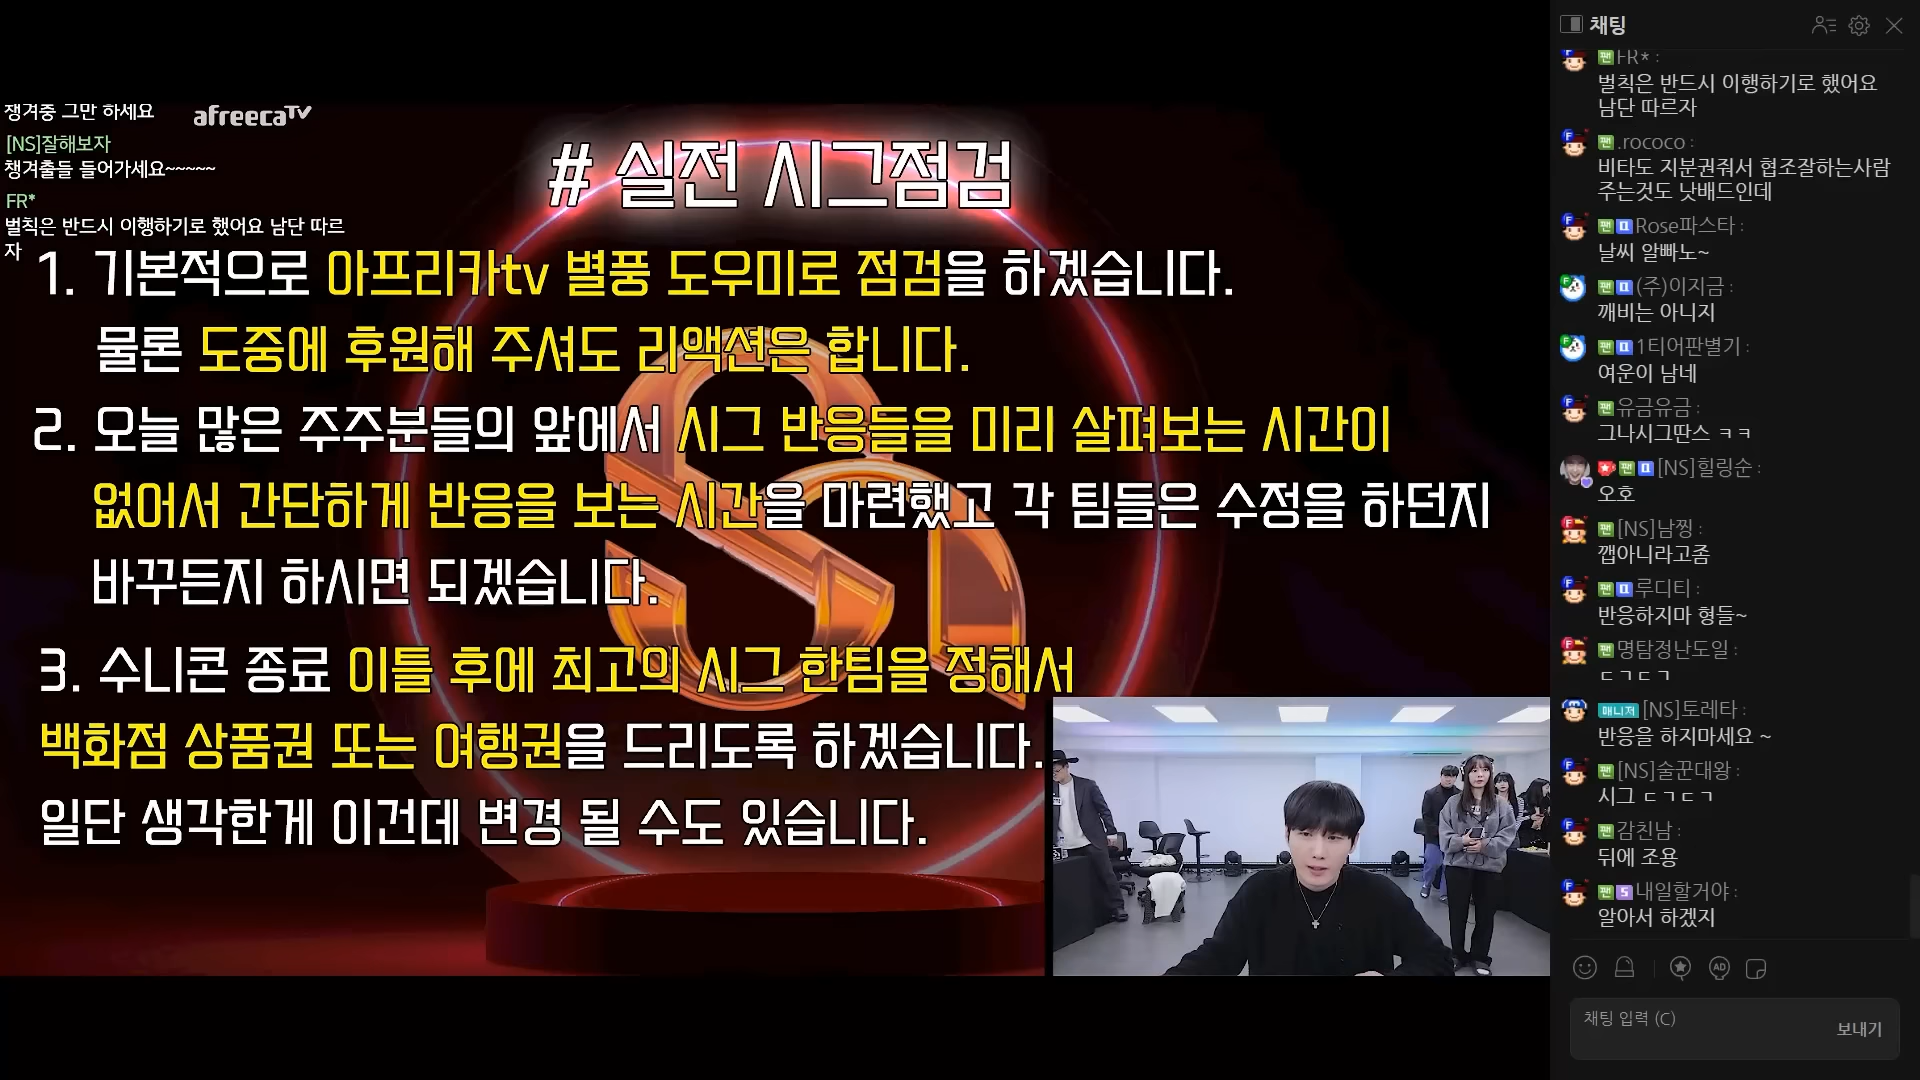 챙겨중 그만 하세요
afreecaTV
[NS]잘해보자
챙겨출들 들어가세요~~~~~
FR*
벌칙은 반드시 이행하기로 했어요 남단 따르
자
# 실전 시그점검
1. 기본적으로 아프리카tv 별풍 도우미로 점검을 하겠습니다.
물론 도중에 후원해 주셔도 리액션은 합니다.
2. 오늘 많은 주주분들의 앞에서 시그 반응들을 미리 살펴보는 시간이
없어서 간단하게 반응을 보는 시간을 마련했고 각 팀들은 수정을 하던지
바꾸든지 하시면 되겠습니다.
3. 수니콘 종료 이틀 후에 최고의 시그 한팀을 정해서
백화점 상품권 또는 여행권을 드리도록 하겠습니다.
일단 생각한게 이건데 변경 될 수도 있습니다.
채팅
팬 FR* :
벌칙은 반드시 이행하기로 했어요
남단 따르자
팬 .rococo :
비타도 지분권줘서 협조잘하는사람
주는것도 낫배드인데
팬 Rose파스타 :
날씨 알빠노~
팬 (주)이지금 :
깨비는 아니지
팬 1티어판별기 :
여운이 남네
팬 유금유금 :
그나시그딴스 ㅋㅋ
팬 [NS]힐링순 :
오호
팬 [NS]남찡 :
깹아니라고좀
팬 루디티 :
반응하지마 형들~
팬 명탐정난도일 :
ㄷㄱㄷㄱ
매니저 [NS]토레타 :
반응을 하지마세요 ~
팬 [NS]술꾼대왕 :
시그 ㄷㄱㄷㄱ
팬 감친남 :
뒤에 조용
팬 S 내일할거야 :
알아서 하겠지
AD
채팅 입력 (C)
보내기